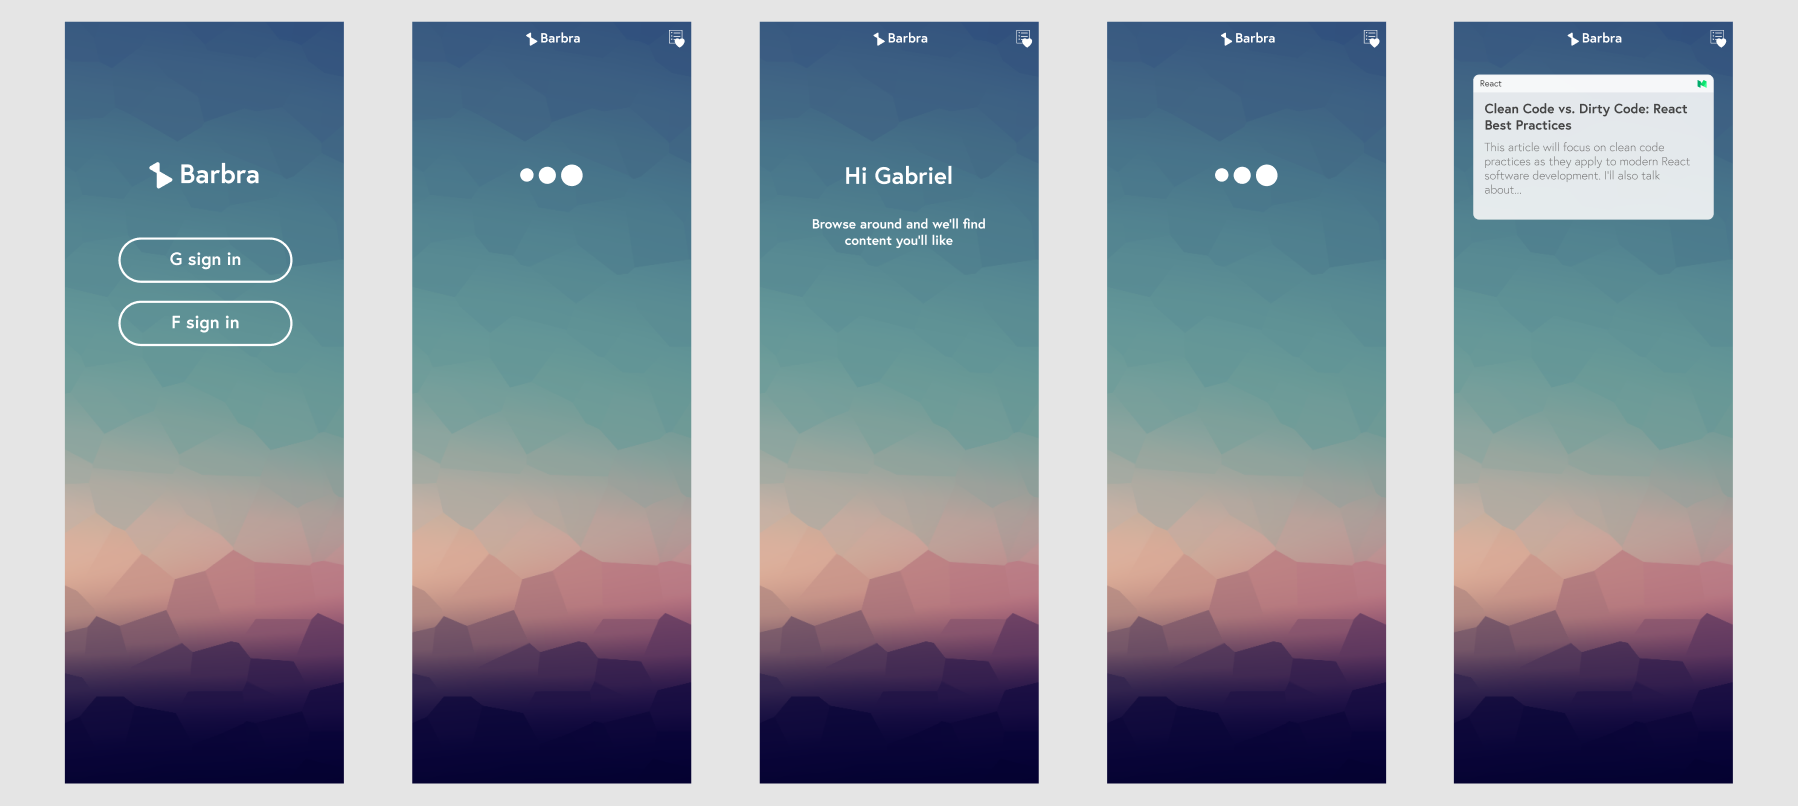 Barbra
G sign in
F sign in
Barbra
Barbra
Hi Gabriel
Browse around and we'll find
content you'll like
Barbra
Barbra
React
Clean Code vs. Dirty Code: React
Best Practices
This article will focus on clean code
practices as they apply to modern React
software development. I'll also talk
about...